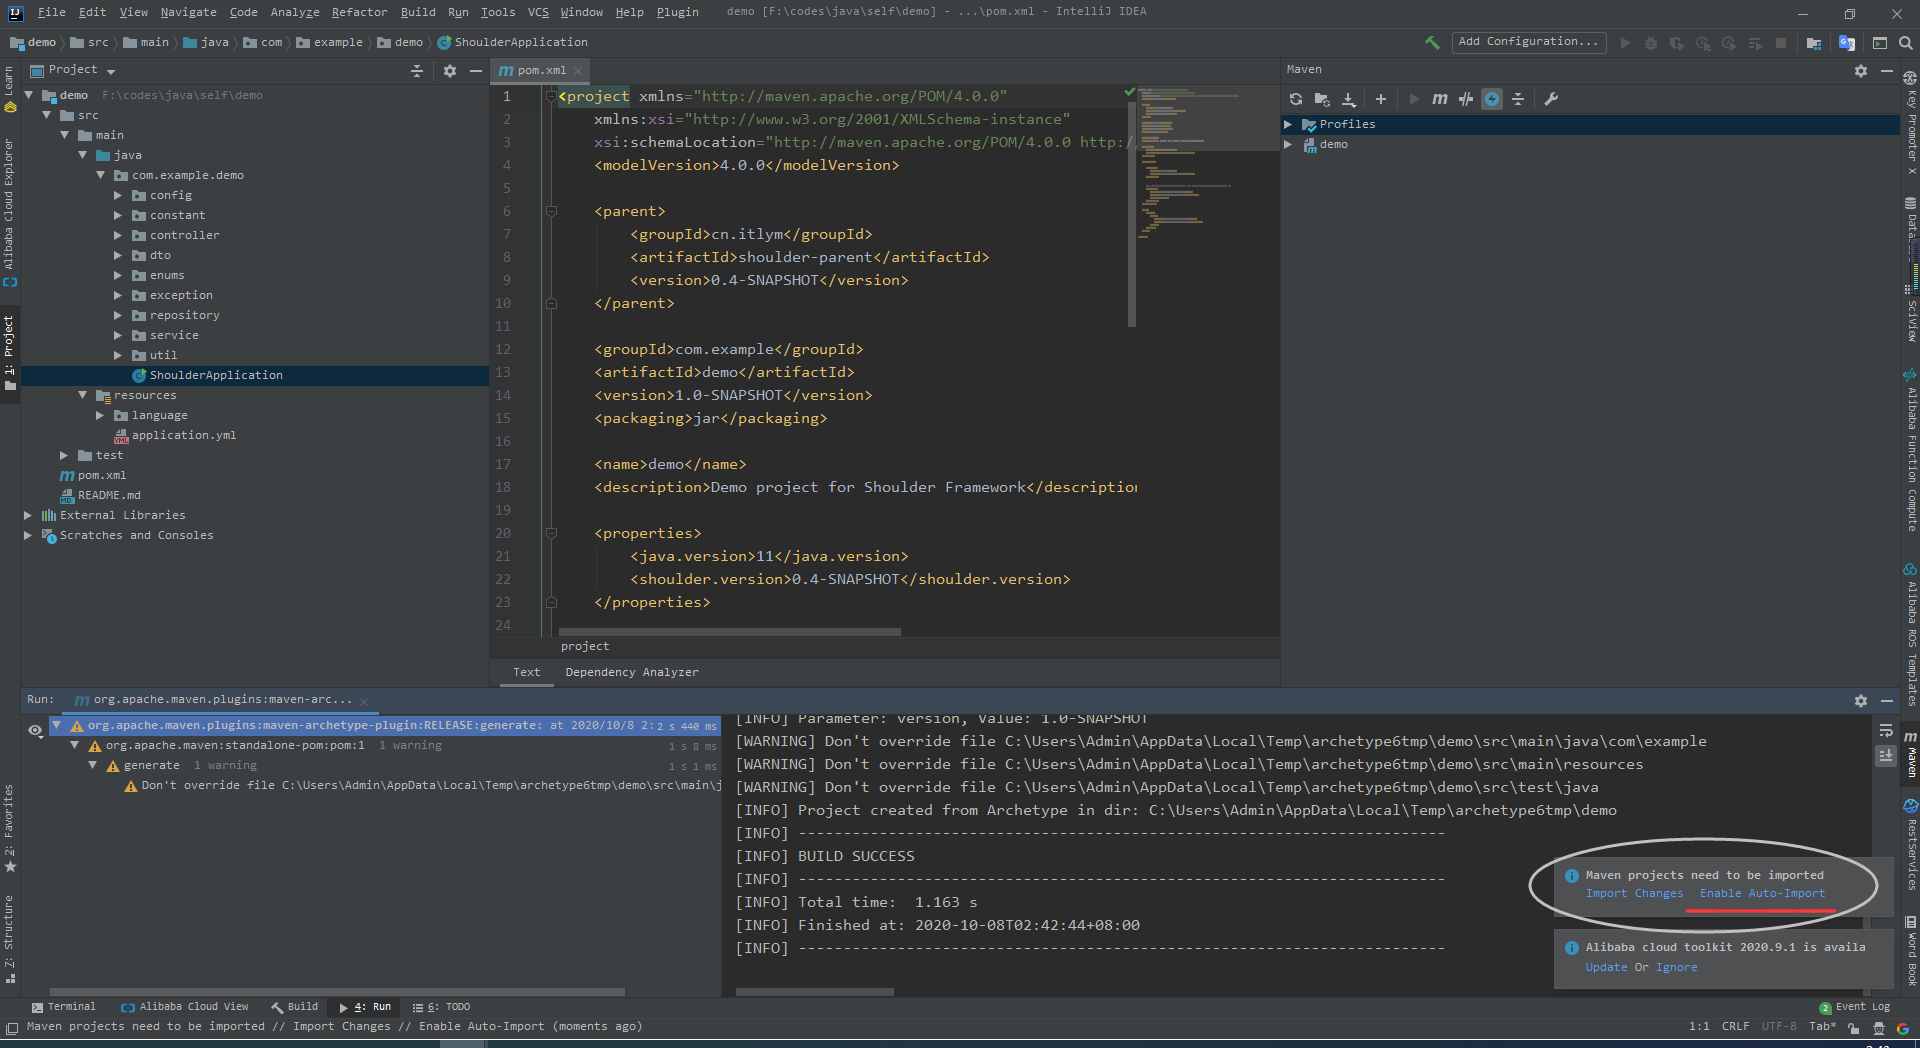 File Edit View Navigate Code Analyze Refactor Build Run Tools VCS Window Help Plugin demo [F:\codes\java\self\demo] - ...\pom.xml - IntelliJ IDEA
demo src main java com example demo ShoulderApplication Add Configuration...
Project
demo F:\codes\java\self\demo
src
main
java
com.example.demo
config
constant
controller
dto
enums
exception
repository
service
util
ShoulderApplication
resources
language
application.yml
test
pom.xml
README.md
External Libraries
Scratches and Consoles
Learn
Alibaba Cloud Explorer
1: Project
2: Favorites
Z: Structure
pom.xml
1 <project xmlns="http://maven.apache.org/POM/4.0.0"
2 xmlns:xsi="http://www.w3.org/2001/XMLSchema-instance"
3 xsi:schemaLocation="http://maven.apache.org/POM/4.0.0 http:/
4 <modelVersion>4.0.0</modelVersion>
5
6 <parent>
7 <groupId>cn.itlym</groupId>
8 <artifactId>shoulder-parent</artifactId>
9 <version>0.4-SNAPSHOT</version>
10 </parent>
11
12 <groupId>com.example</groupId>
13 <artifactId>demo</artifactId>
14 <version>1.0-SNAPSHOT</version>
15 <packaging>jar</packaging>
16
17 <name>demo</name>
18 <description>Demo project for Shoulder Framework</description
19
20 <properties>
21 <java.version>11</java.version>
22 <shoulder.version>0.4-SNAPSHOT</shoulder.version>
23 </properties>
24
project
Text Dependency Analyzer
Maven
Profiles
demo
Key Promoter X
SciView
Alibaba Function Compute
Alibaba ROS Templates
Maven
RestServices
Word Book
Run: org.apache.maven.plugins:maven-arc...
org.apache.maven.plugins:maven-archetype-plugin:RELEASE:generate: at 2020/10/8 2: 2 s 440 ms
org.apache.maven:standalone-pom:pom:1 1 warning 1 s 8 ms
generate 1 warning 1 s 1 ms
Don't override file C:\Users\Admin\AppData\Local\Temp\archetype6tmp\demo\src\main\j
[INFO] Parameter: version, Value: 1.0-SNAPSHOT
[WARNING] Don't override file C:\Users\Admin\AppData\Local\Temp\archetype6tmp\demo\src\main\java\com\example
[WARNING] Don't override file C:\Users\Admin\AppData\Local\Temp\archetype6tmp\demo\src\main\resources
[WARNING] Don't override file C:\Users\Admin\AppData\Local\Temp\archetype6tmp\demo\src\test\java
[INFO] Project created from Archetype in dir: C:\Users\Admin\AppData\Local\Temp\archetype6tmp\demo
[INFO] ------------------------------------------------------------------------
[INFO] BUILD SUCCESS
[INFO] ------------------------------------------------------------------------
[INFO] Total time: 1.163 s
[INFO] Finished at: 2020-10-08T02:42:44+08:00
[INFO] ------------------------------------------------------------------------
Maven projects need to be imported
Import Changes Enable Auto-Import
Alibaba cloud toolkit 2020.9.1 is availa
Update Or Ignore
Terminal Alibaba Cloud View Build 4: Run 6: TODO 2 Event Log
Maven projects need to be imported // Import Changes // Enable Auto-Import (moments ago) 1:1 CRLF UTF-8 Tab*